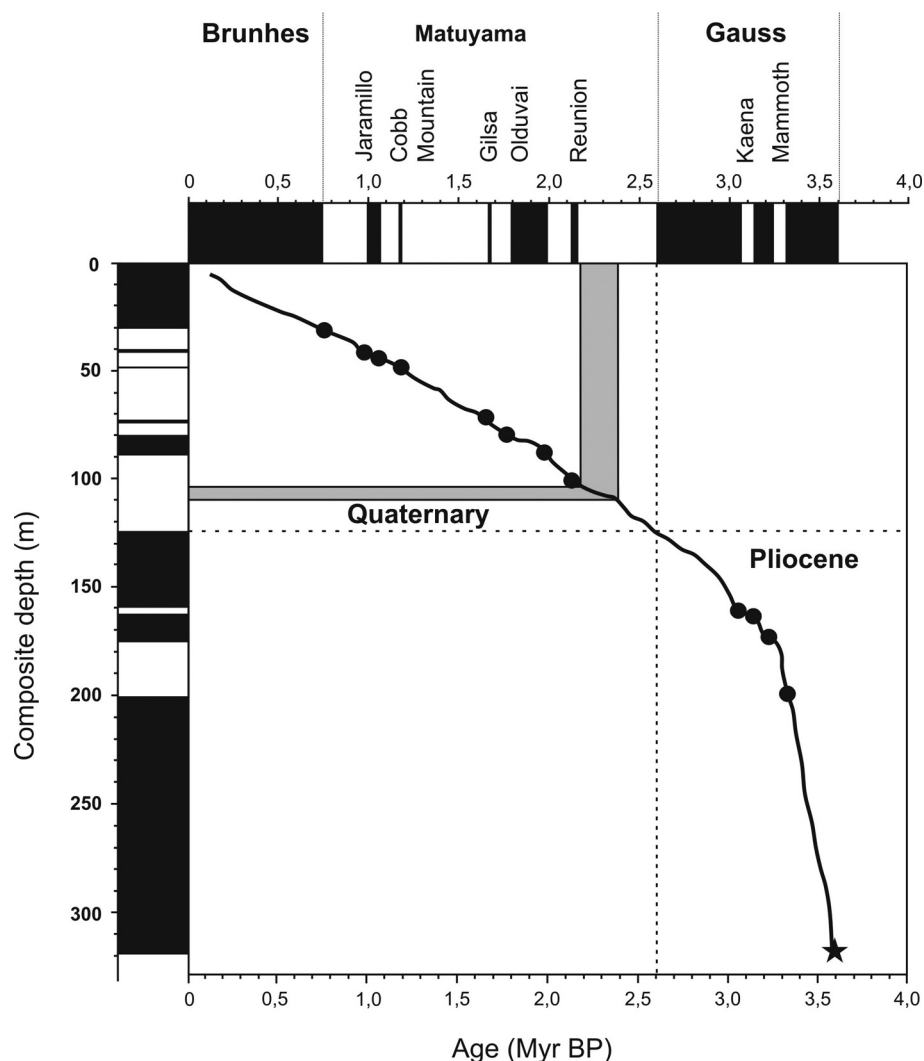 Brunhes Matuyama Gauss
Jaramillo
Cobb
Mountain
Gilsa
Olduvai
Reunion
Kaena
Mammoth
0 0,5 1,0 1,5 2,0 2,5 3,0 3,5 4,0
0
50
100
150
200
250
300
Composite depth (m)
Quaternary
Pliocene
0 0,5 1,0 1,5 2,0 2,5 3,0 3,5 4,0
Age (Myr BP)